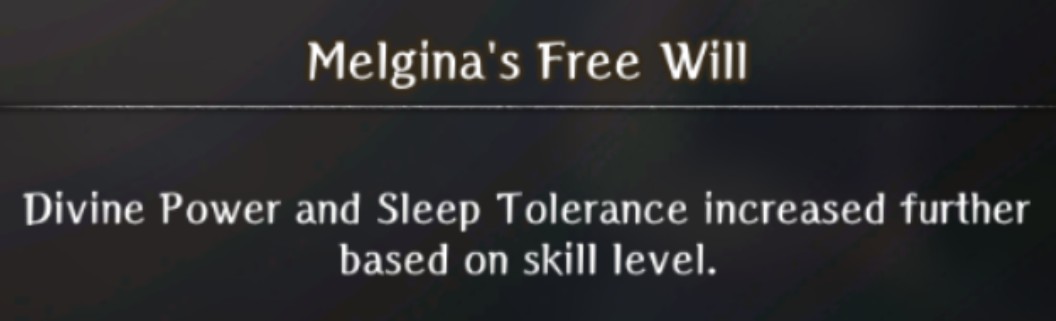 Melgina's Free Will
Divine Power and Sleep Tolerance increased further
based on skill level.